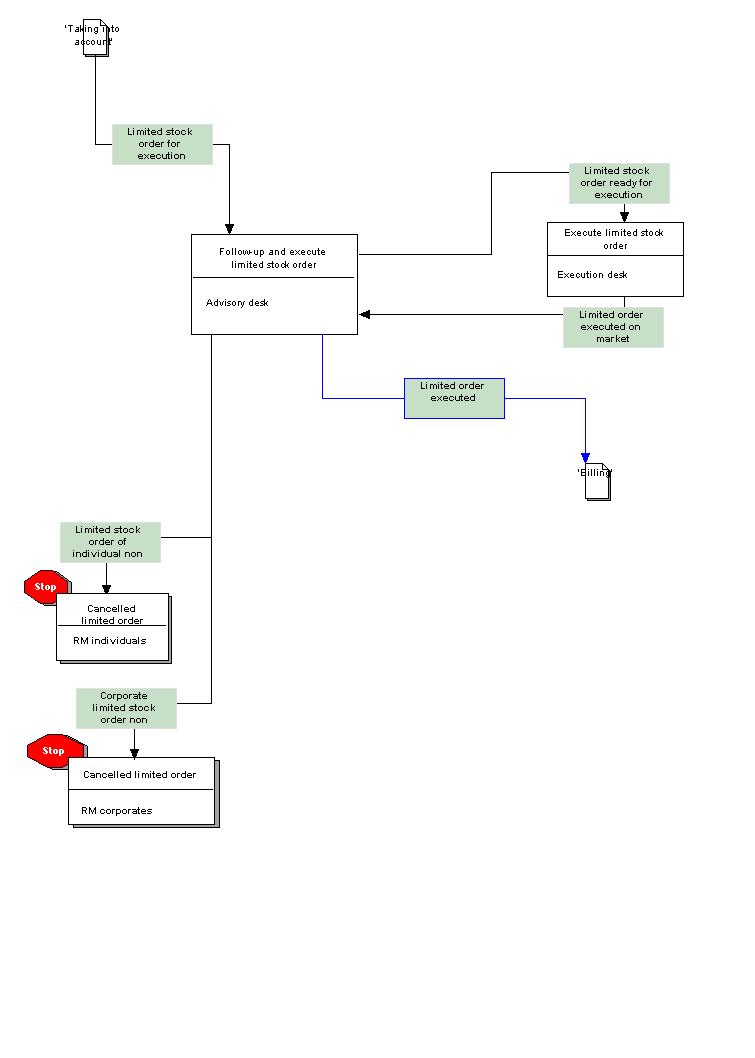 'Taking into
account'
Limited stock
order for
execution
Limited stock
order ready for
execution
Follow-up and execute
limited stock order
Advisory desk
Execute limited stock
order
Execution desk
Limited order
executed on
market
Limited order
executed
'Billing'
Limited stock
order of
individual non
Stop
Cancelled
limited order
RM individuals
Corporate
limited stock
order non
Stop
Cancelled limited order
RM corporates